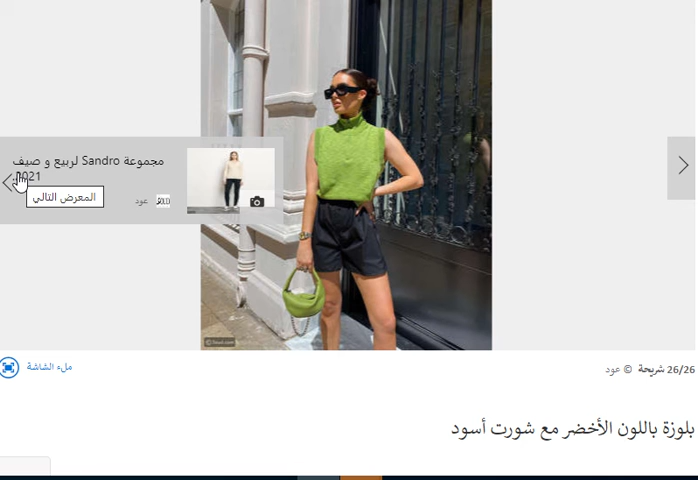 مجموعة Sandro لربيع و صيف
2021
المعرض التالي
عود
ملء الشاشة
26/26 شريحة © عود
بلوزة باللون الأخضر مع شورت أسود